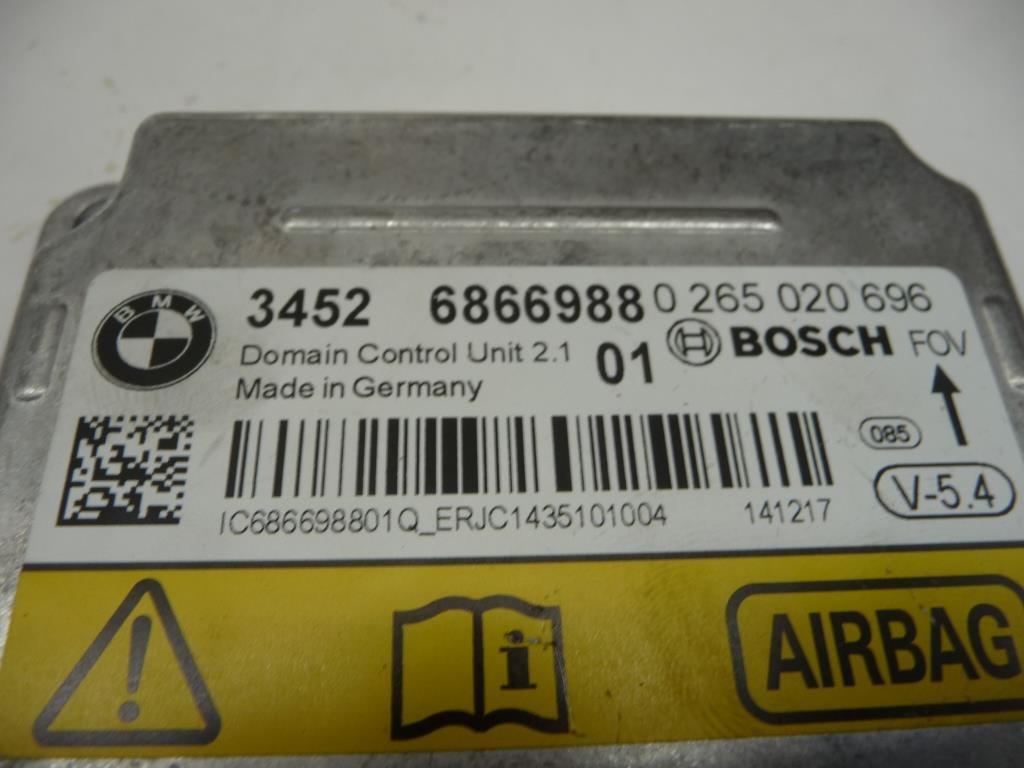 BMW 3452 6866988 0 265 020 696
Domain Control Unit 2.1 01 BOSCH FOV
Made in Germany
085
V-5.4
IC686698801Q_ERJC1435101004 141217
! i AIRBAG